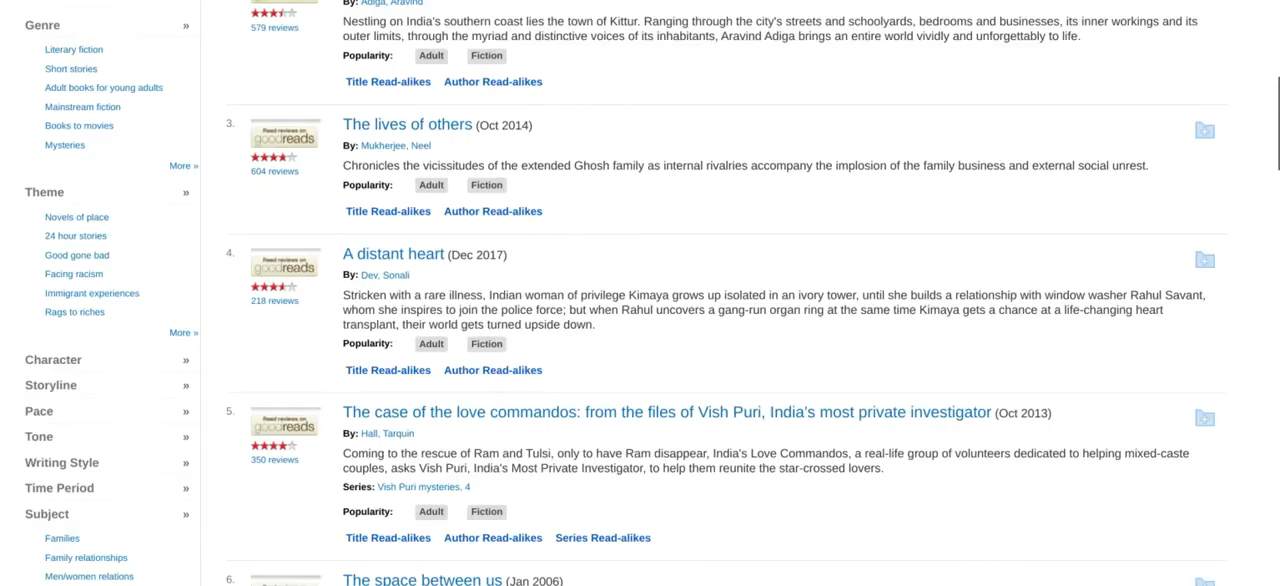 Genre »
Literary fiction
Short stories
Adult books for young adults
Mainstream fiction
Books to movies
Mysteries
More »
Theme »
Novels of place
24 hour stories
Good gone bad
Facing racism
Immigrant experiences
Rags to riches
More »
Character »
Storyline »
Pace »
Tone »
Writing Style »
Time Period »
Subject »
Families
Family relationships
Men/women relations
By: Adiga, Aravind
579 reviews
Nestling on India's southern coast lies the town of Kittur. Ranging through the city's streets and schoolyards, bedrooms and businesses, its inner workings and its
outer limits, through the myriad and distinctive voices of its inhabitants, Aravind Adiga brings an entire world vividly and unforgettably to life.
Popularity: Adult Fiction
Title Read-alikes Author Read-alikes
3.
Read reviews on
goodreads
604 reviews
The lives of others (Oct 2014)
By: Mukherjee, Neel
Chronicles the vicissitudes of the extended Ghosh family as internal rivalries accompany the implosion of the family business and external social unrest.
Popularity: Adult Fiction
Title Read-alikes Author Read-alikes
4.
Read reviews on
goodreads
218 reviews
A distant heart (Dec 2017)
By: Dev, Sonali
Stricken with a rare illness, Indian woman of privilege Kimaya grows up isolated in an ivory tower, until she builds a relationship with window washer Rahul Savant,
whom she inspires to join the police force; but when Rahul uncovers a gang-run organ ring at the same time Kimaya gets a chance at a life-changing heart
transplant, their world gets turned upside down.
Popularity: Adult Fiction
Title Read-alikes Author Read-alikes
5.
Read reviews on
goodreads
350 reviews
The case of the love commandos: from the files of Vish Puri, India's most private investigator (Oct 2013)
By: Hall, Tarquin
Coming to the rescue of Ram and Tulsi, only to have Ram disappear, India's Love Commandos, a real-life group of volunteers dedicated to helping mixed-caste
couples, asks Vish Puri, India's Most Private Investigator, to help them reunite the star-crossed lovers.
Series: Vish Puri mysteries, 4
Popularity: Adult Fiction
Title Read-alikes Author Read-alikes Series Read-alikes
6.
The space between us (Jan 2006)